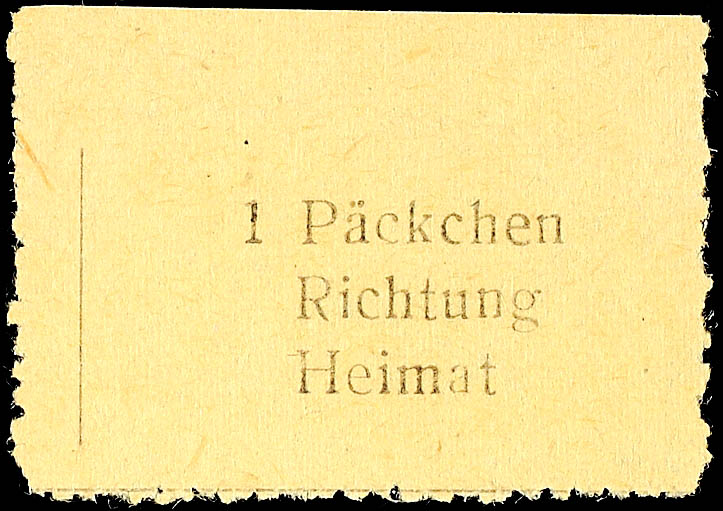 1 Päckchen
Richtung
Heimat